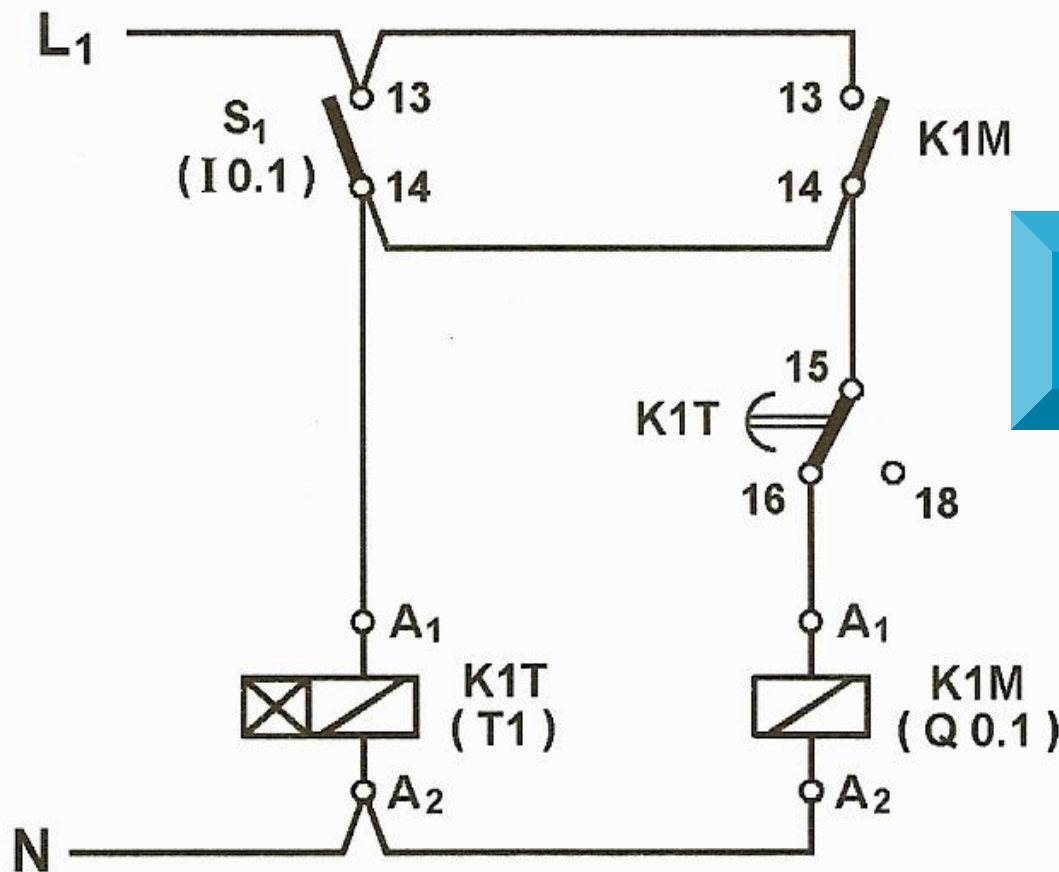 L₁
13
S₁
(I 0.1)
14
13
K1M
14
15
K1T
16
18
A₁
K1T
(T1)
A₂
A₁
K1M
(Q 0.1)
A₂
N